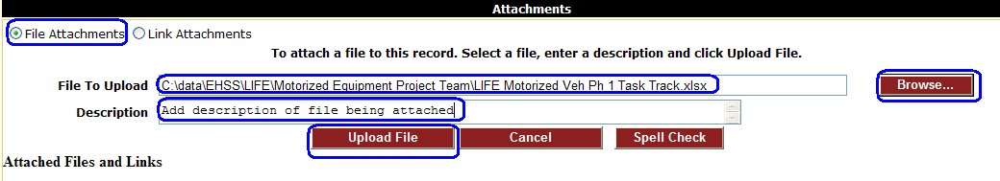 Attachments
File Attachments Link Attachments
To attach a file to this record. Select a file, enter a description and click Upload File.
File To Upload C:\data\EHSS\LIFE\Motorized Equipment Project Team\LIFE Motorized Veh Ph 1 Task Track.xlsx Browse...
Description Add description of file being attached
Upload File Cancel Spell Check
Attached Files and Links